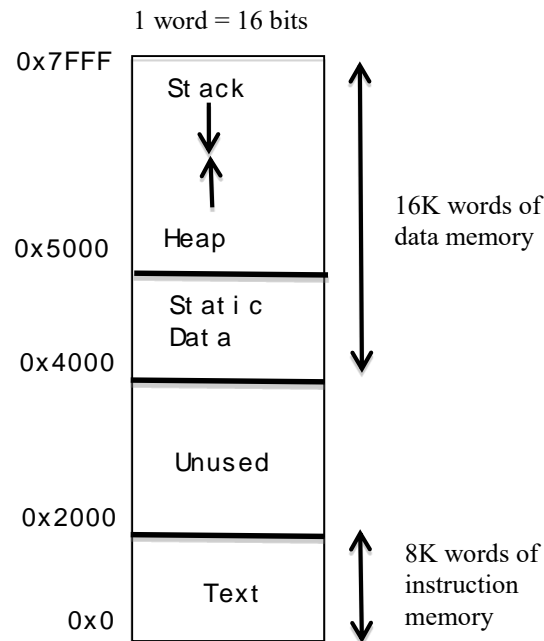 1 word = 16 bits
0x7FFF
Stack
Heap
0x5000
16K words of
data memory
Static
Data
0x4000
Unused
0x2000
8K words of
instruction
memory
Text
0x0